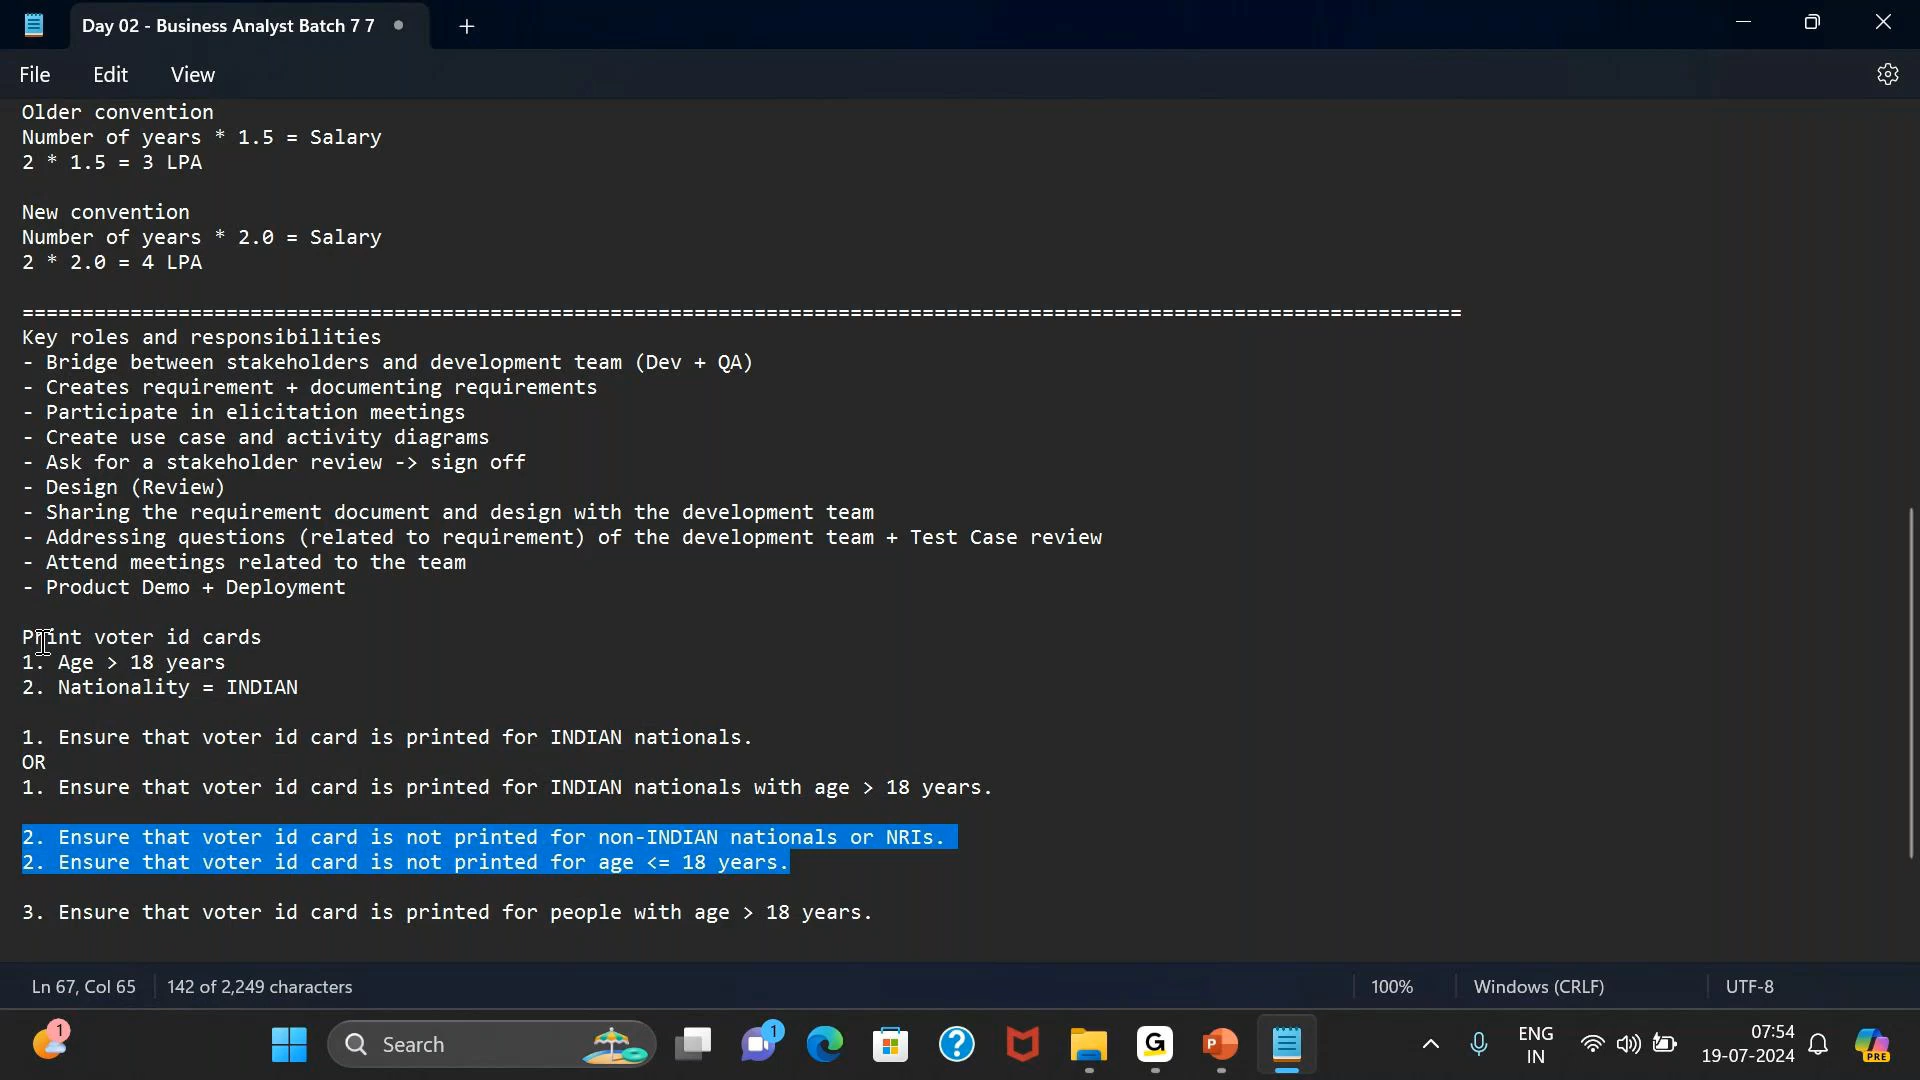 Day 02 - Business Analyst Batch 7 7
File Edit View
Older convention
Number of years * 1.5 = Salary
2 * 1.5 = 3 LPA
New convention
Number of years * 2.0 = Salary
2 * 2.0 = 4 LPA
========================================================================================================================
Key roles and responsibilities
- Bridge between stakeholders and development team (Dev + QA)
- Creates requirement + documenting requirements
- Participate in elicitation meetings
- Create use case and activity diagrams
- Ask for a stakeholder review -> sign off
- Design (Review)
- Sharing the requirement document and design with the development team
- Addressing questions (related to requirement) of the development team + Test Case review
- Attend meetings related to the team
- Product Demo + Deployment
Print voter id cards
1. Age > 18 years
2. Nationality = INDIAN
1. Ensure that voter id card is printed for INDIAN nationals.
OR
1. Ensure that voter id card is printed for INDIAN nationals with age > 18 years.
2. Ensure that voter id card is not printed for non-INDIAN nationals or NRIs.
2. Ensure that voter id card is not printed for age <= 18 years.
3. Ensure that voter id card is printed for people with age > 18 years.
Ln 67, Col 65 142 of 2,249 characters 100% Windows (CRLF) UTF-8
1 Search 1 G P ENG IN 07:54 19-07-2024 PRE